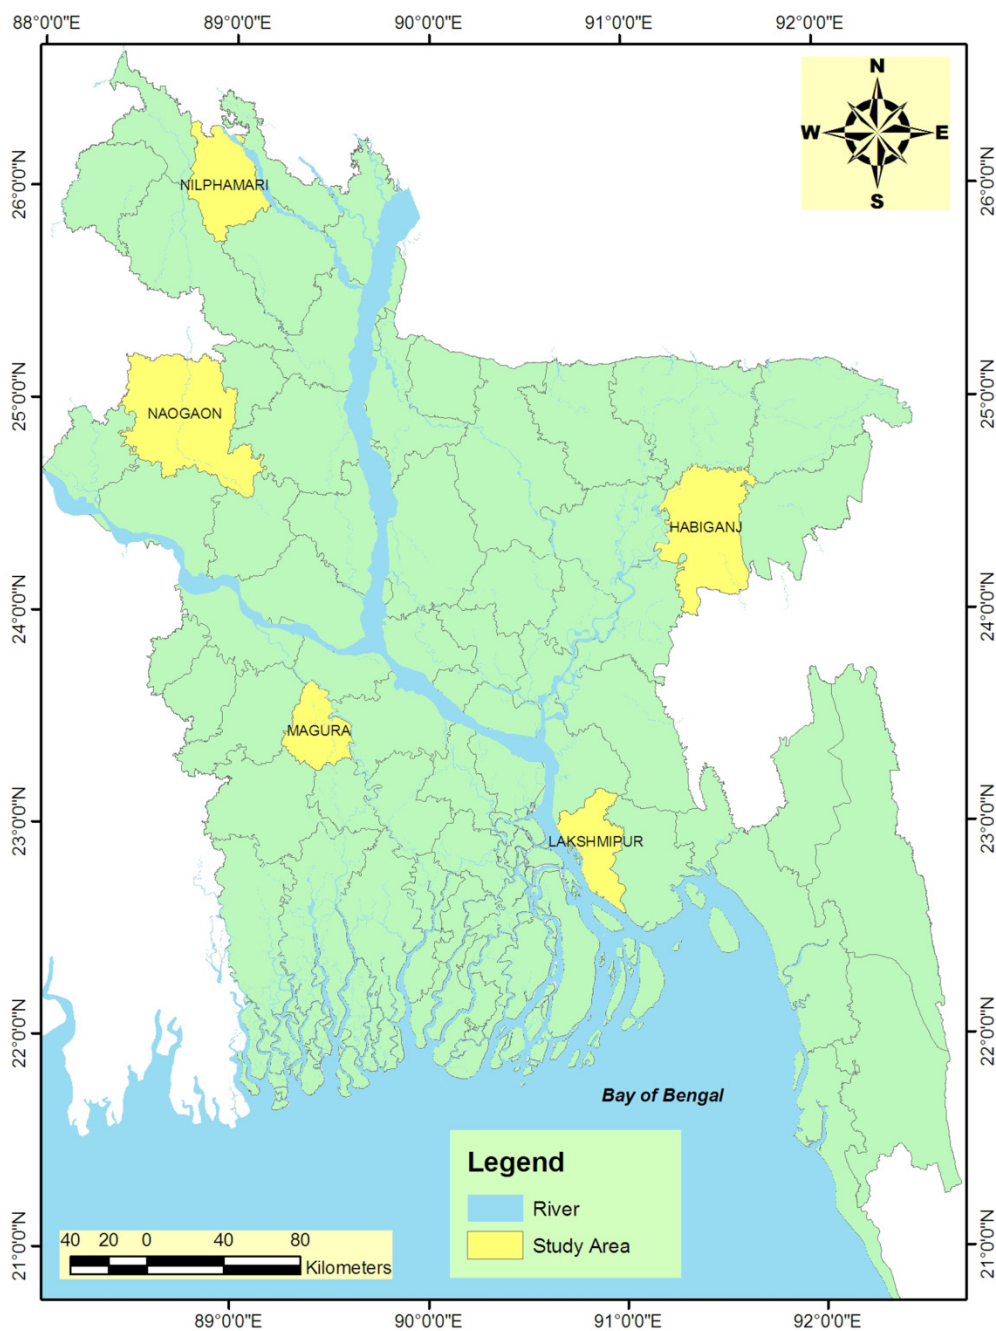 88°0'0"E 89°0'0"E 90°0'0"E 91°0'0"E 92°0'0"E
N
W E
S
26°0'0"N 26°0'0"N
NILPHAMARI
25°0'0"N 25°0'0"N
NAOGAON
HABIGANJ
24°0'0"N 24°0'0"N
MAGURA
23°0'0"N 23°0'0"N
LAKSHMIPUR
22°0'0"N 22°0'0"N
Bay of Bengal
Legend
River
Study Area
21°0'0"N 21°0'0"N
40 20 0 40 80
Kilometers
89°0'0"E 90°0'0"E 91°0'0"E 92°0'0"E